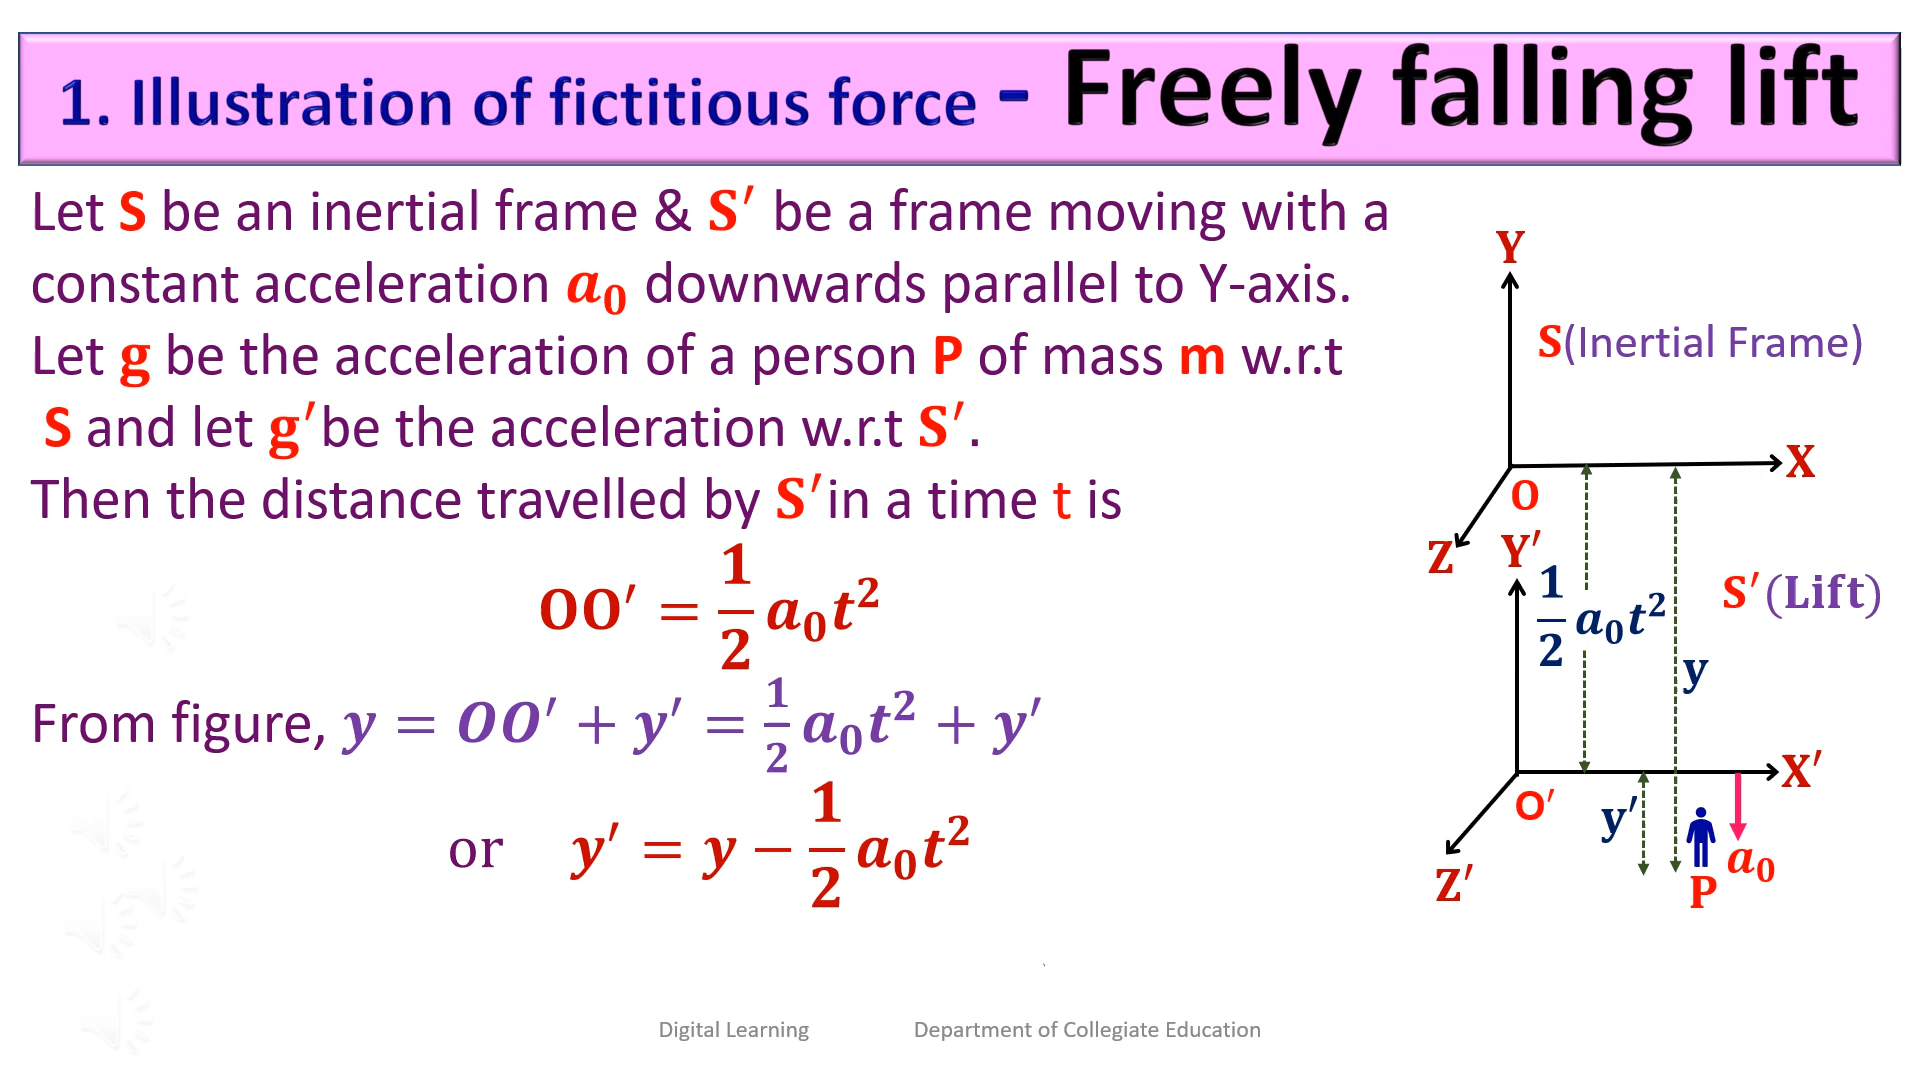 1. Illustration of fictitious force - Freely falling lift
Let S be an inertial frame & S′ be a frame moving with a
constant acceleration a₀ downwards parallel to Y-axis.
Let g be the acceleration of a person P of mass m w.r.t
S and let g′be the acceleration w.r.t S′.
Then the distance travelled by S′in a time t is
OO′ = 1/2 a₀t²
From figure, y = OO′ + y′ = 1/2 a₀t² + y′
or y′ = y − 1/2 a₀t²
Y
S(Inertial Frame)
X
O
Z
Y′
1/2 a₀t²
S′(Lift)
y
X′
O′
y′
a₀
Z′
P
Digital Learning Department of Collegiate Education